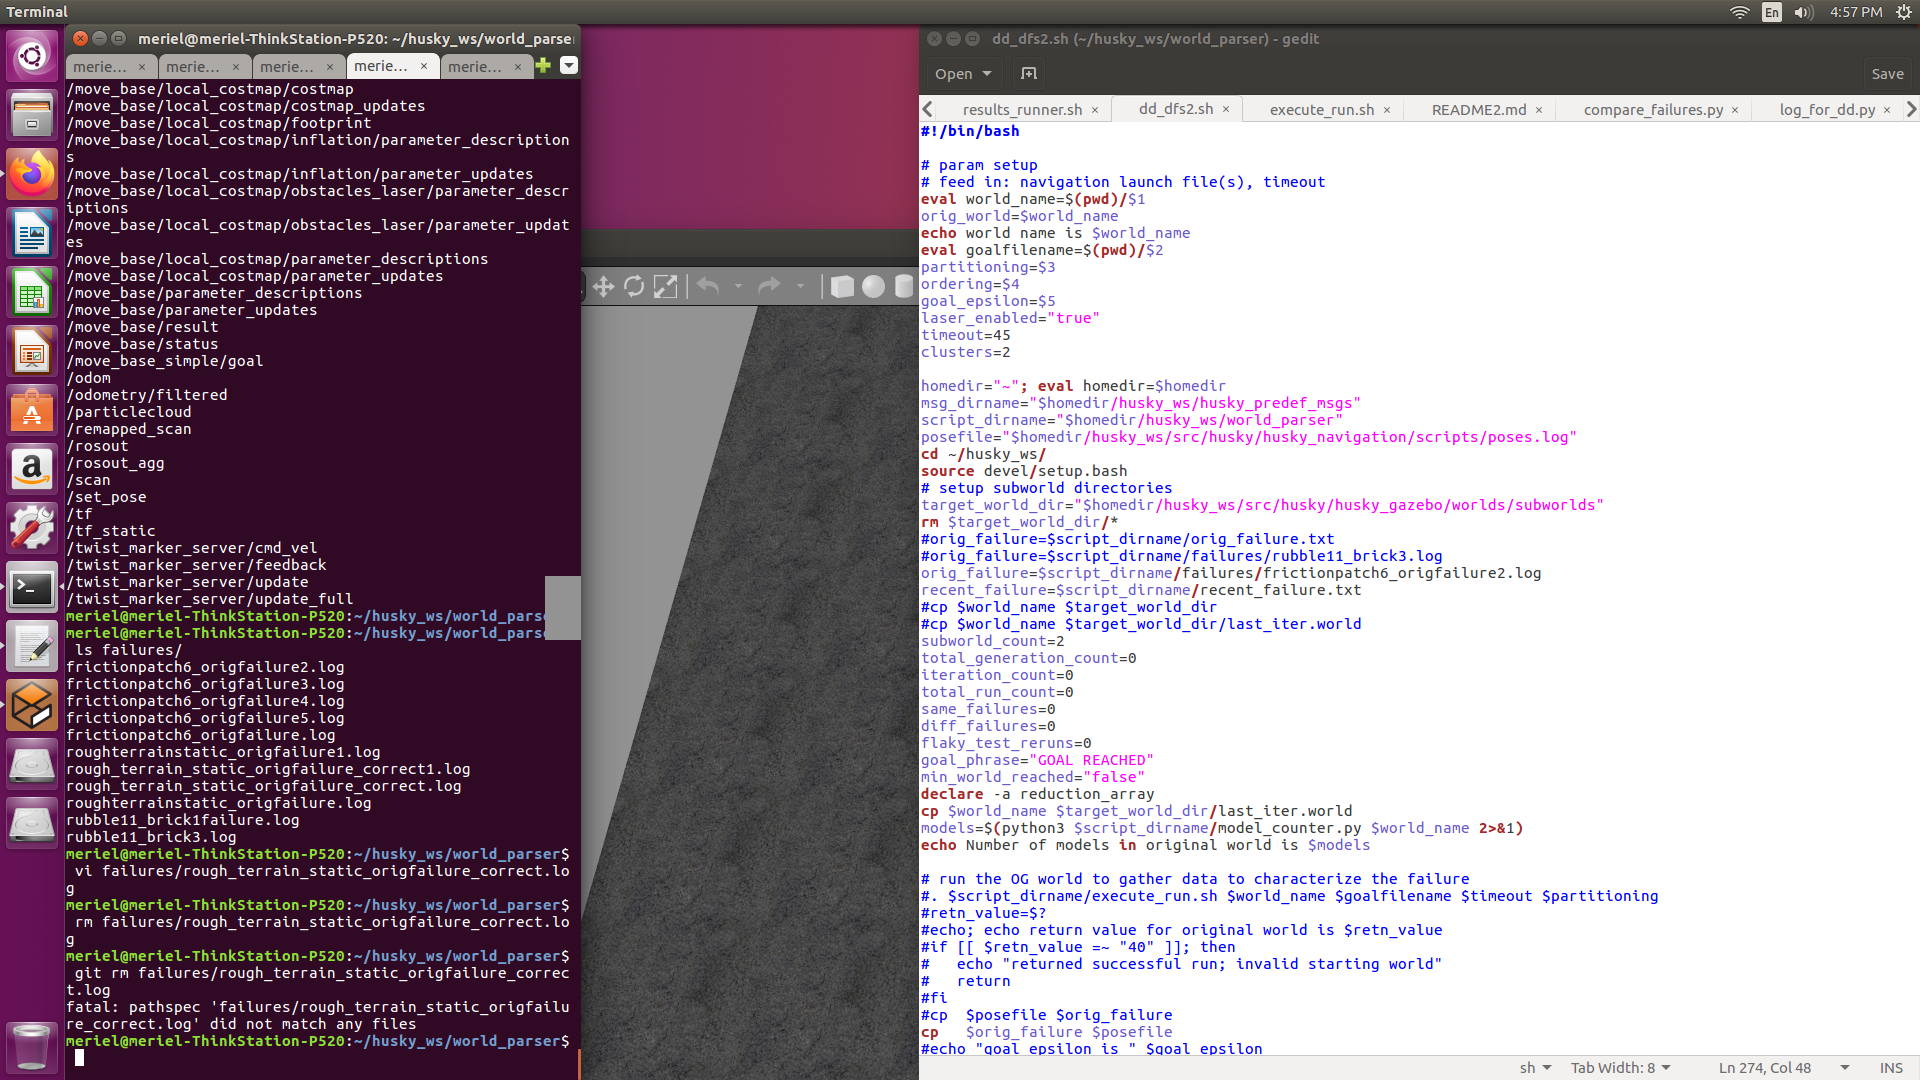 Terminal
En
4:57 PM
meriel@meriel-ThinkStation-P520: ~/husky_ws/world_parse
merie... ×
merie... ×
merie... ×
merie... ×
merie... ×
/move_base/local_costmap/costmap
/move_base/local_costmap/costmap_updates
/move_base/local_costmap/footprint
/move_base/local_costmap/inflation/parameter_description
s
/move_base/local_costmap/inflation/parameter_updates
/move_base/local_costmap/obstacles_laser/parameter_descr
iptions
/move_base/local_costmap/obstacles_laser/parameter_updat
es
/move_base/local_costmap/parameter_descriptions
/move_base/local_costmap/parameter_updates
/move_base/parameter_descriptions
/move_base/parameter_updates
/move_base/result
/move_base/status
/move_base_simple/goal
/odom
/odometry/filtered
/particlecloud
/remapped_scan
/rosout
/rosout_agg
/scan
/set_pose
/tf
/tf_static
/twist_marker_server/cmd_vel
/twist_marker_server/feedback
/twist_marker_server/update
/twist_marker_server/update_full
meriel@meriel-ThinkStation-P520:~/husky_ws/world_parse
meriel@meriel-ThinkStation-P520:~/husky_ws/world_parse
ls failures/
frictionpatch6_origfailure2.log
frictionpatch6_origfailure3.log
frictionpatch6_origfailure4.log
frictionpatch6_origfailure5.log
frictionpatch6_origfailure.log
roughterrainstatic_origfailure1.log
rough_terrain_static_origfailure_correct1.log
rough_terrain_static_origfailure_correct.log
roughterrainstatic_origfailure.log
rubble11_brick1failure.log
rubble11_brick3.log
meriel@meriel-ThinkStation-P520:~/husky_ws/world_parser$
vi failures/rough_terrain_static_origfailure_correct.lo
g
meriel@meriel-ThinkStation-P520:~/husky_ws/world_parser$
rm failures/rough_terrain_static_origfailure_correct.lo
g
meriel@meriel-ThinkStation-P520:~/husky_ws/world_parser$
git rm failures/rough_terrain_static_origfailure_correc
t.log
fatal: pathspec 'failures/rough_terrain_static_origfailu
re_correct.log' did not match any files
meriel@meriel-ThinkStation-P520:~/husky_ws/world_parser$
dd_dfs2.sh (~/husky_ws/world_parser) - gedit
Open
Save
results_runner.sh ×
dd_dfs2.sh ×
execute_run.sh ×
README2.md ×
compare_failures.py ×
log_for_dd.py ×
#!/bin/bash
# param setup
# feed in: navigation launch file(s), timeout
eval world_name=$(pwd)/$1
orig_world=$world_name
echo world name is $world_name
eval goalfilename=$(pwd)/$2
partitioning=$3
ordering=$4
goal_epsilon=$5
laser_enabled="true"
timeout=45
clusters=2
homedir="~"; eval homedir=$homedir
msg_dirname="$homedir/husky_ws/husky_predef_msgs"
script_dirname="$homedir/husky_ws/world_parser"
posefile="$homedir/husky_ws/src/husky/husky_navigation/scripts/poses.log"
cd ~/husky_ws/
source devel/setup.bash
# setup subworld directories
target_world_dir="$homedir/husky_ws/src/husky/husky_gazebo/worlds/subworlds"
rm $target_world_dir/*
#orig_failure=$script_dirname/orig_failure.txt
#orig_failure=$script_dirname/failures/rubble11_brick3.log
orig_failure=$script_dirname/failures/frictionpatch6_origfailure2.log
recent_failure=$script_dirname/recent_failure.txt
#cp $world_name $target_world_dir
#cp $world_name $target_world_dir/last_iter.world
subworld_count=2
total_generation_count=0
iteration_count=0
total_run_count=0
same_failures=0
diff_failures=0
flaky_test_reruns=0
goal_phrase="GOAL REACHED"
min_world_reached="false"
declare -a reduction_array
cp $world_name $target_world_dir/last_iter.world
models=$(python3 $script_dirname/model_counter.py $world_name 2>&1)
echo Number of models in original world is $models
# run the OG world to gather data to characterize the failure
#. $script_dirname/execute_run.sh $world_name $goalfilename $timeout $partitioning
#retn_value=$?
#echo; echo return value for original world is $retn_value
#if [[ $retn_value =~ "40" ]]; then
#   echo "returned successful run; invalid starting world"
#   return
#fi
#cp  $posefile $orig_failure
cp   $orig_failure $posefile
#echo "goal epsilon is " $goal_epsilon
sh
Tab Width: 8
Ln 274, Col 48
INS